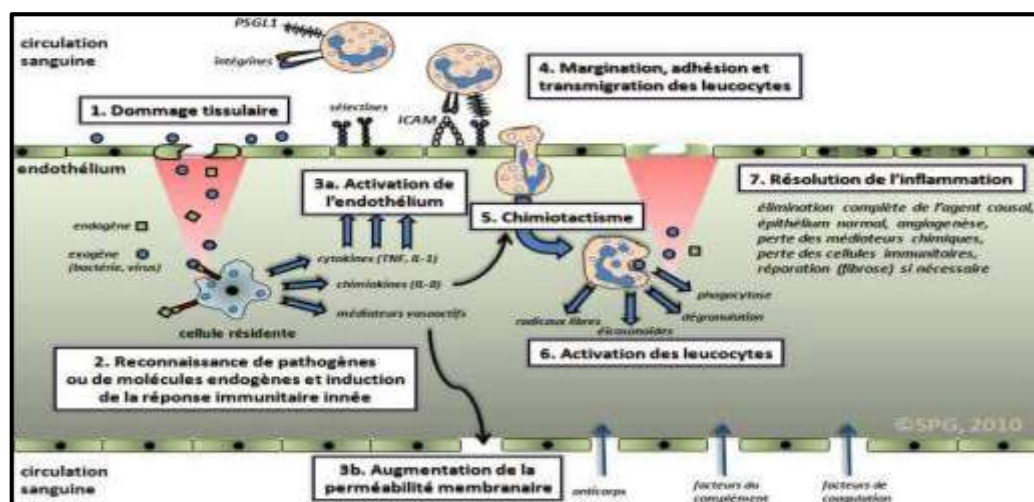 circulation
sanguine
PSGL1
intégrines
1. Dommage tissulaire
sélectines
ICAM
4. Margination, adhésion et
transmigration des leucocytes
endothélium
endogène
exogène
(bactérie, virus)
cellule résidente
3a. Activation de
l'endothélium
cytokines (TNF, IL-1)
chimiokines (IL-8)
médiateurs vasoactifs
5. Chimiotactisme
phagocytose
dégranulation
éicosanoïdes
radicaux libres
6. Activation des leucocytes
7. Résolution de l'inflammation
élimination complète de l'agent causal,
épithélium normal, angiogenèse,
perte des médiateurs chimiques,
perte des cellules immunitaires,
réparation (fibrose) si nécessaire
2. Reconnaissance de pathogènes
ou de molécules endogènes et induction
de la réponse immunitaire innée
©SPG, 2010
circulation
sanguine
3b. Augmentation de la
perméabilité membranaire
anticorps
facteurs du
complément
facteurs de
coagulation